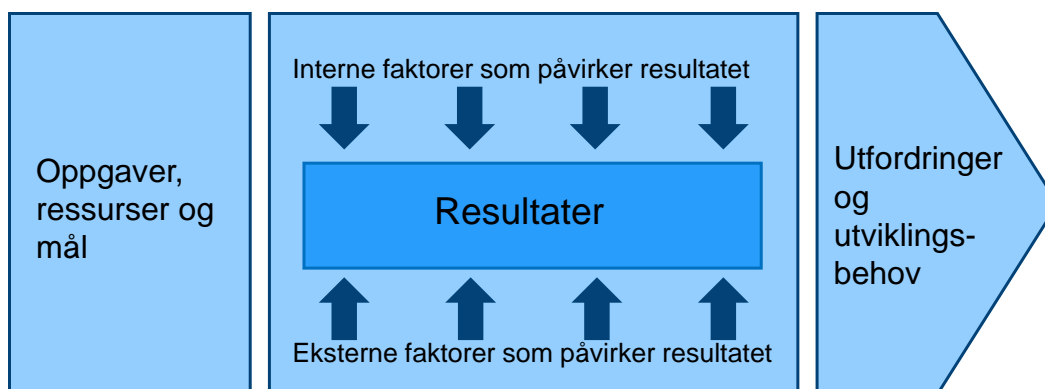 Oppgaver,
ressurser og
mål
Interne faktorer som påvirker resultatet
Resultater
Eksterne faktorer som påvirker resultatet
Utfordringer
og
utviklings-
behov